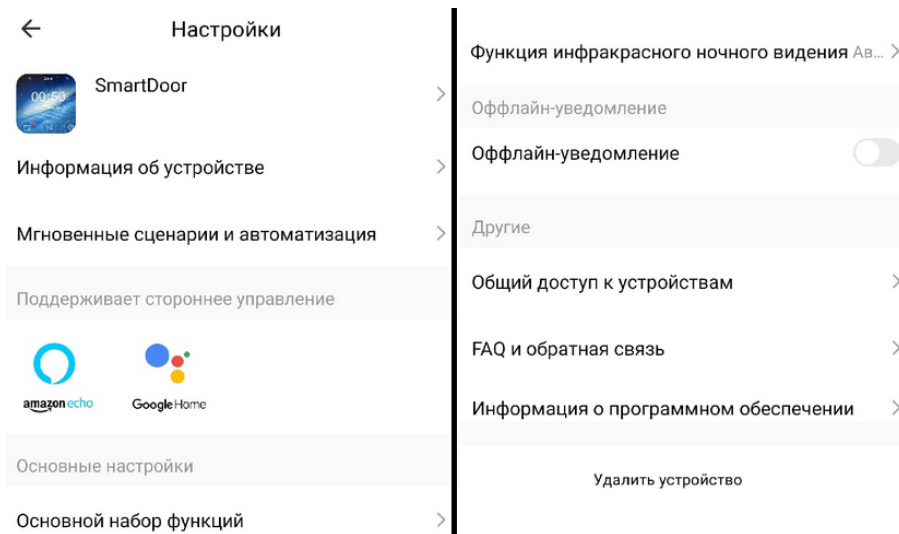 Настройки
SmartDoor
Информация об устройстве
Мгновенные сценарии и автоматизация
Поддерживает стороннее управление
amazon echo
Google Home
Основные настройки
Основной набор функций
Функция инфракрасного ночного видения Ав...
Оффлайн-уведомление
Оффлайн-уведомление
Другие
Общий доступ к устройствам
FAQ и обратная связь
Информация о программном обеспечении
Удалить устройство